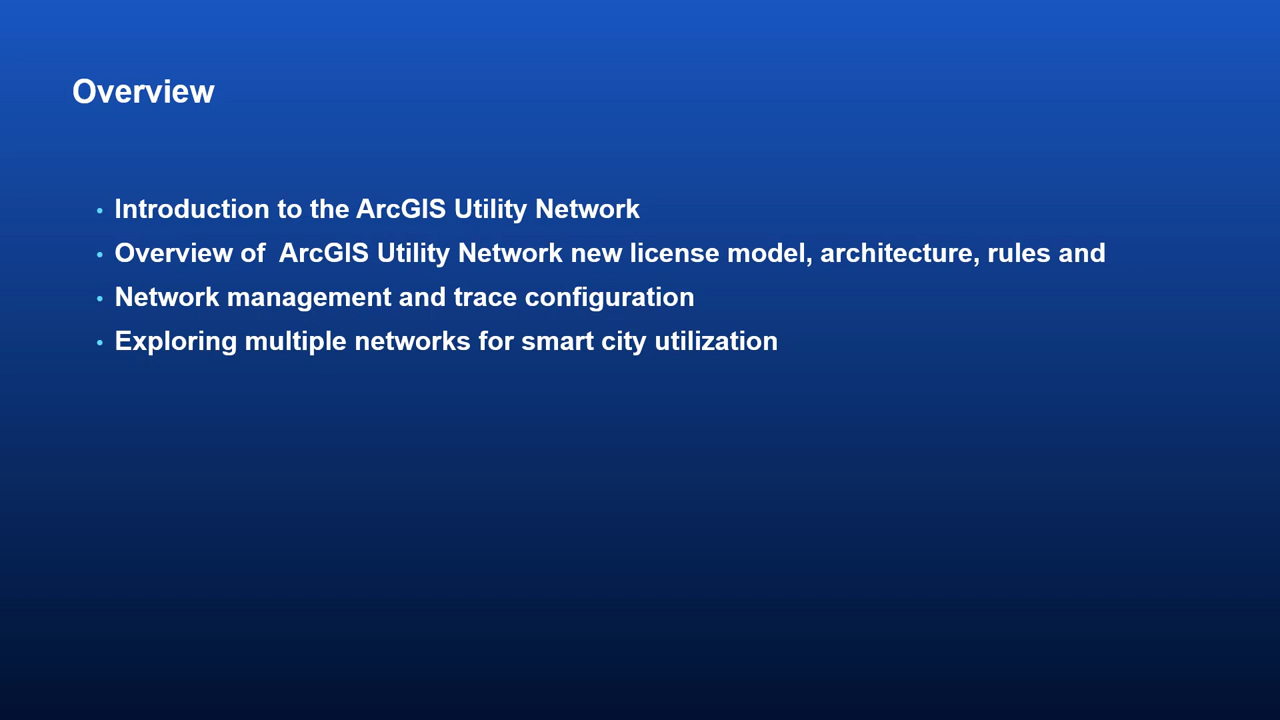 Overview
• Introduction to the ArcGIS Utility Network
• Overview of  ArcGIS Utility Network new license model, architecture, rules and
• Network management and trace configuration
• Exploring multiple networks for smart city utilization